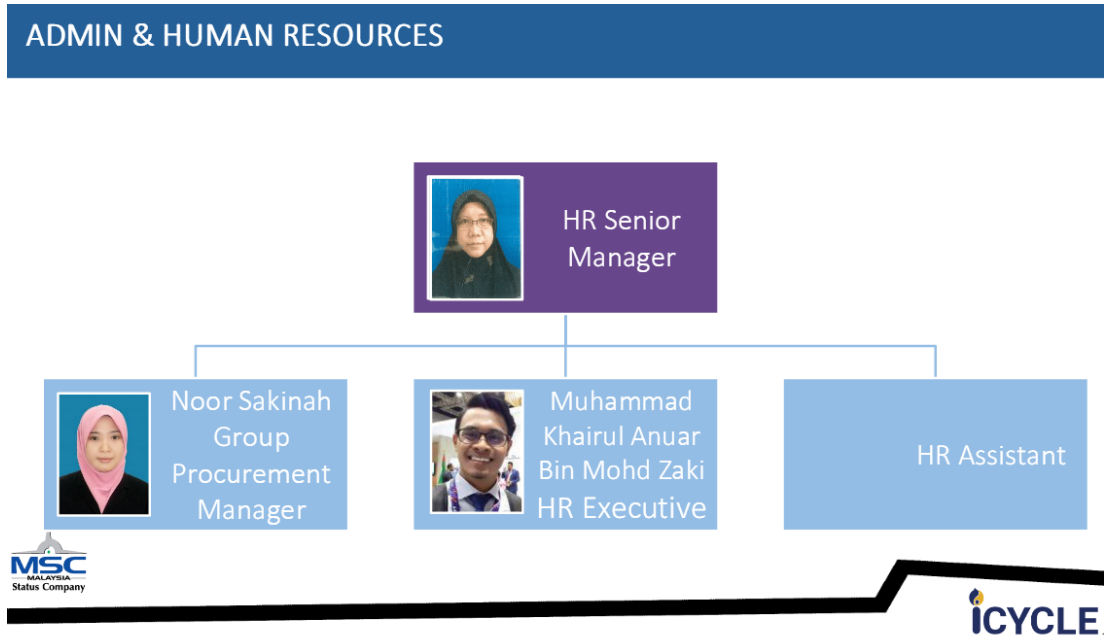 ADMIN & HUMAN RESOURCES
HR Senior
Manager
Noor Sakinah
Group
Procurement
Manager
Muhammad
Khairul Anuar
Bin Mohd Zaki
HR Executive
HR Assistant
MSC
MALAYSIA
Status Company
iCYCLE